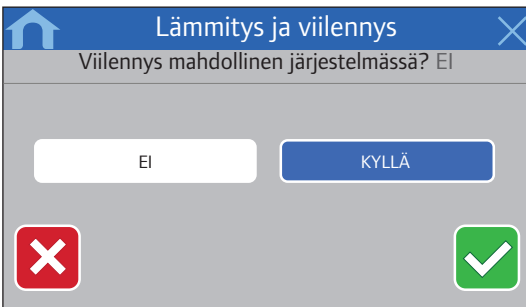 Lämmitys ja viilennys
Viilennys mahdollinen järjestelmässä? EI
EI
KYLLÄ